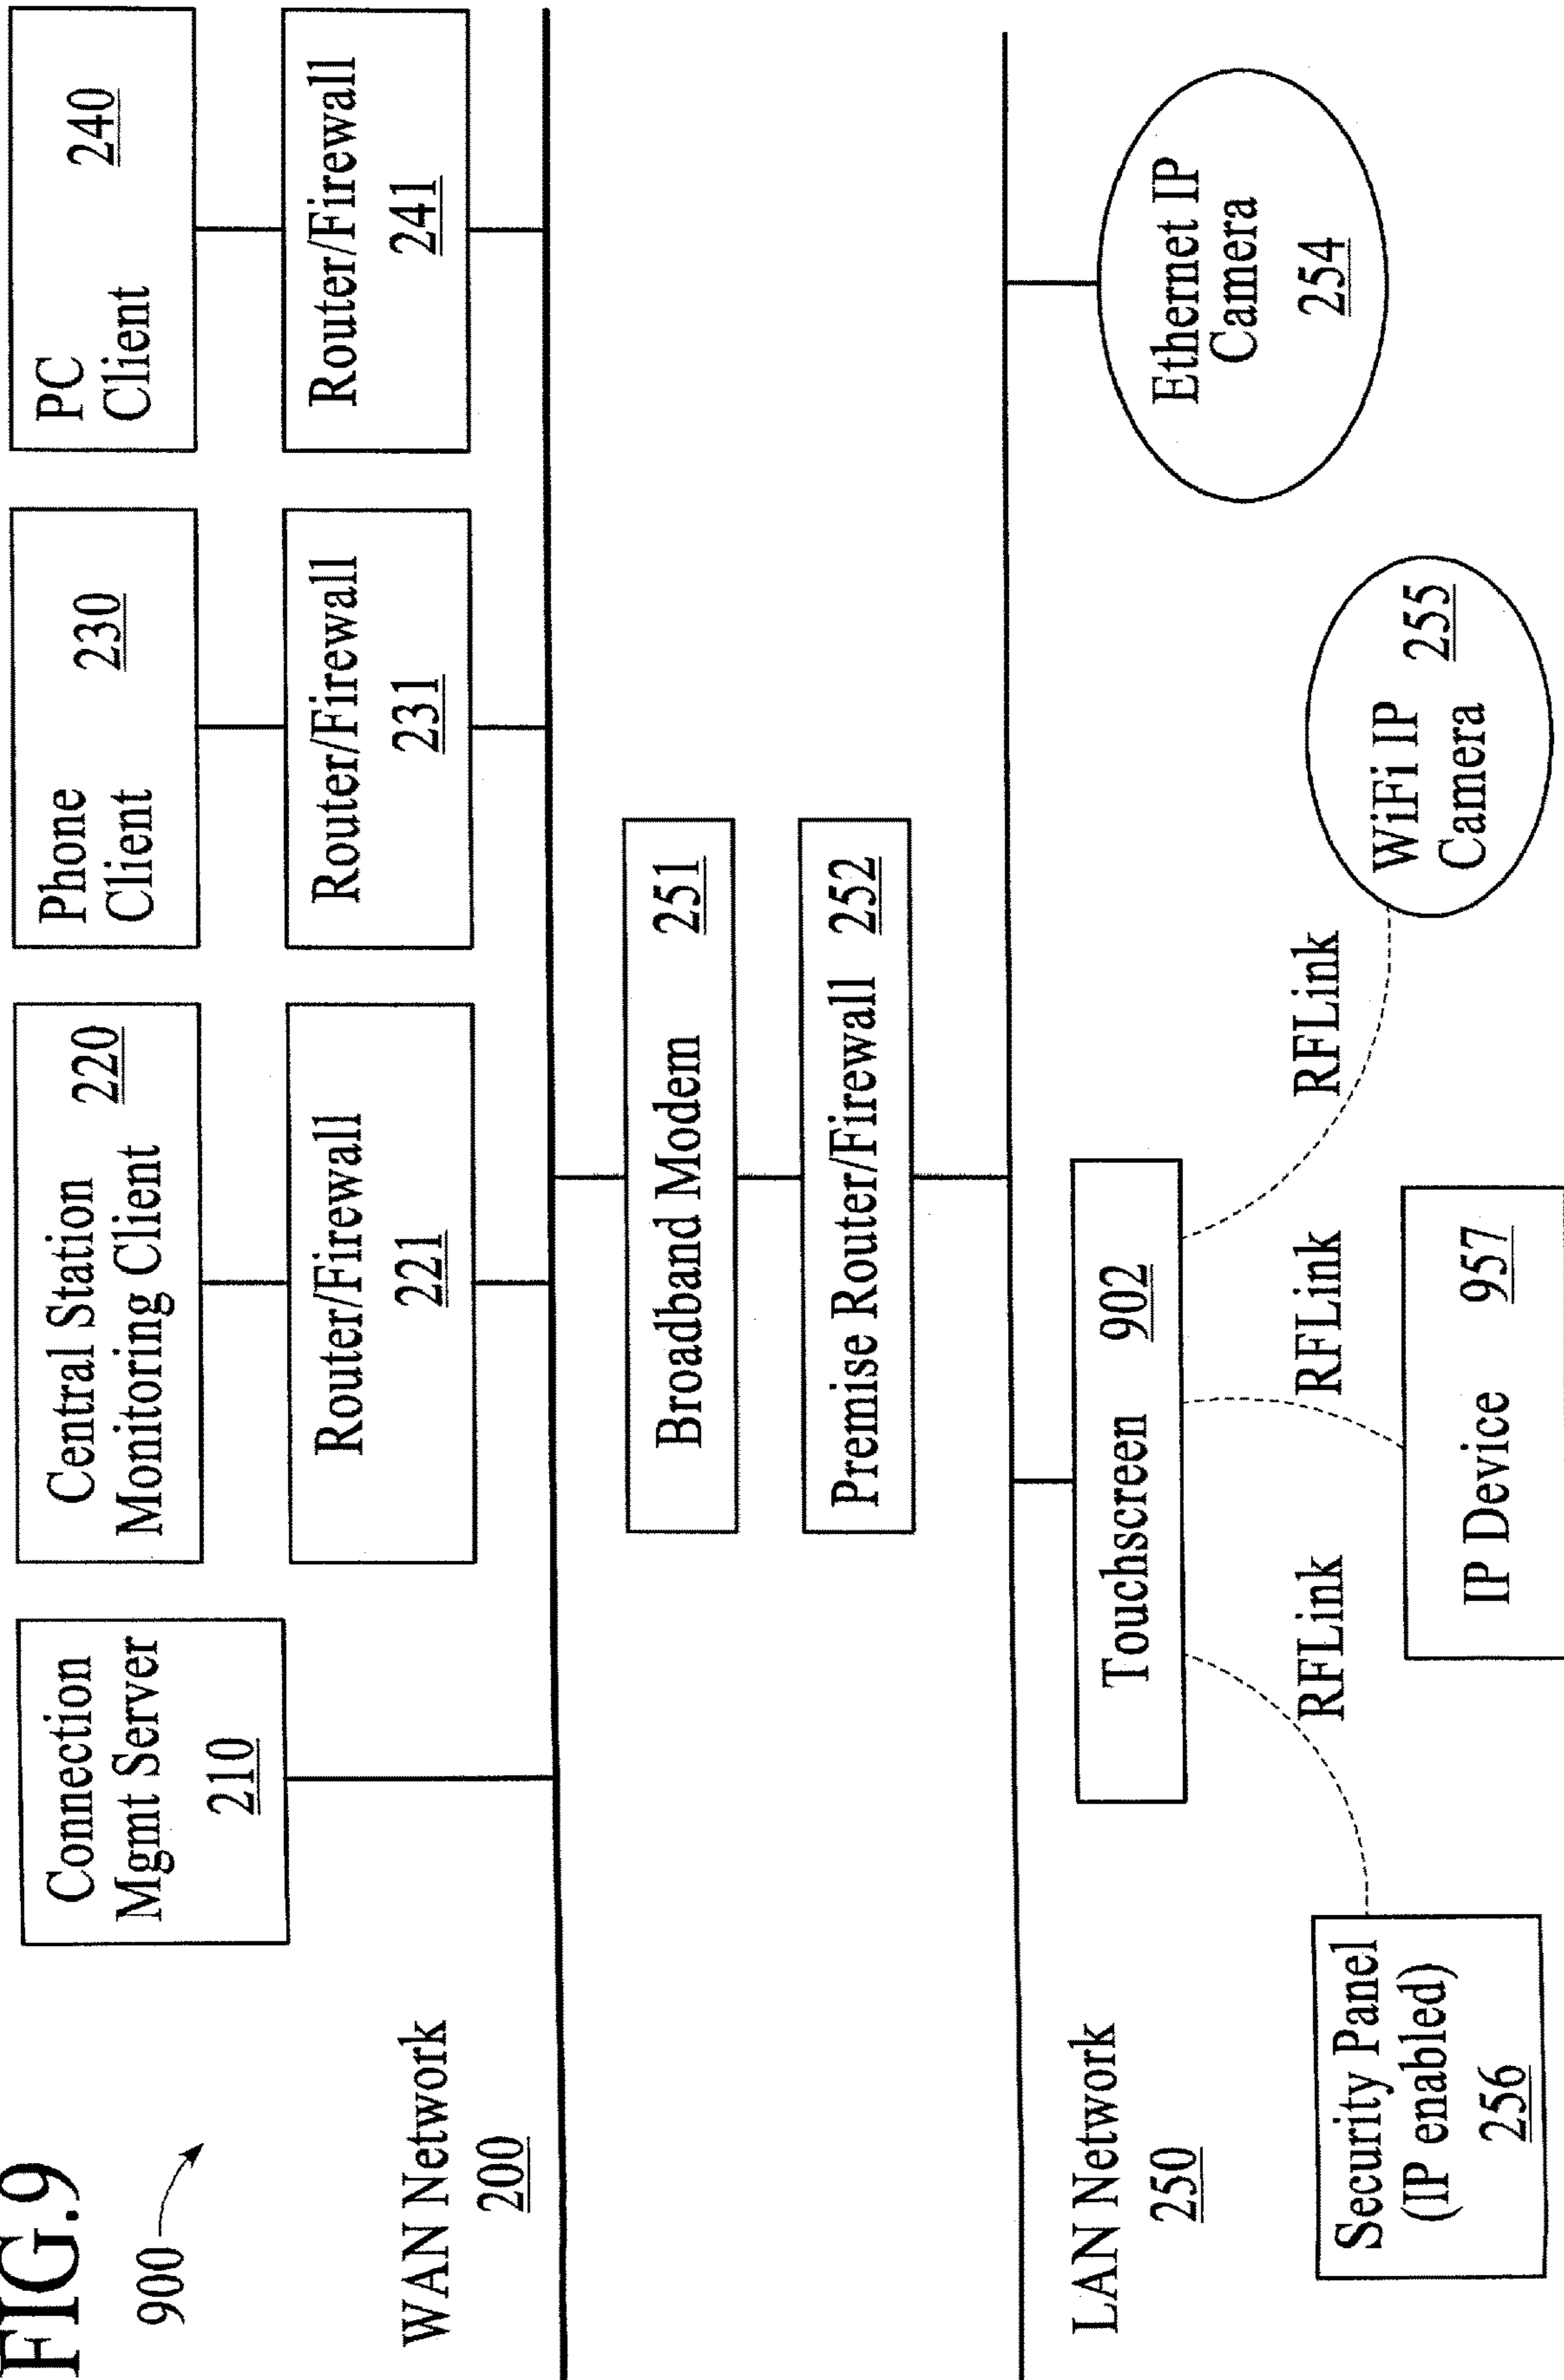 FIG.9
900
Connection
Mgmt Server
210
Central Station
Monitoring Client 220
Phone
Client 230
PC
Client 240
Router/Firewall
221
Router/Firewall
231
Router/Firewall
241
WAN Network
200
Broadband Modem 251
Premise Router/Firewall 252
LAN Network
250
Touchscreen 902
Ethernet IP
Camera
254
RFLink
RFLink
RFLink
Security Panel
(IP enabled)
256
IP Device 957
WiFi IP
Camera 255